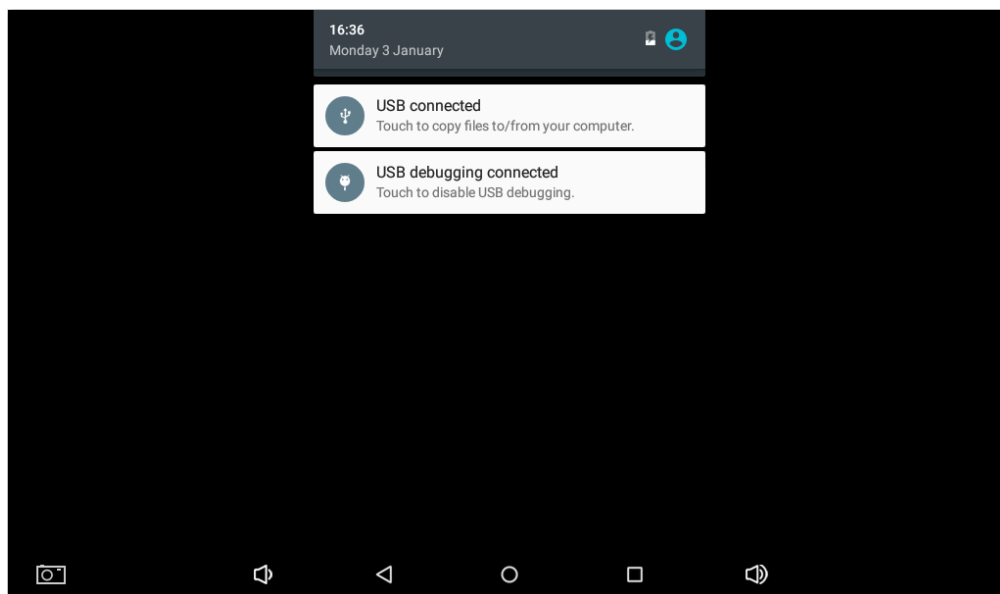 16:36
Monday 3 January
USB connected
Touch to copy files to/from your computer.
USB debugging connected
Touch to disable USB debugging.